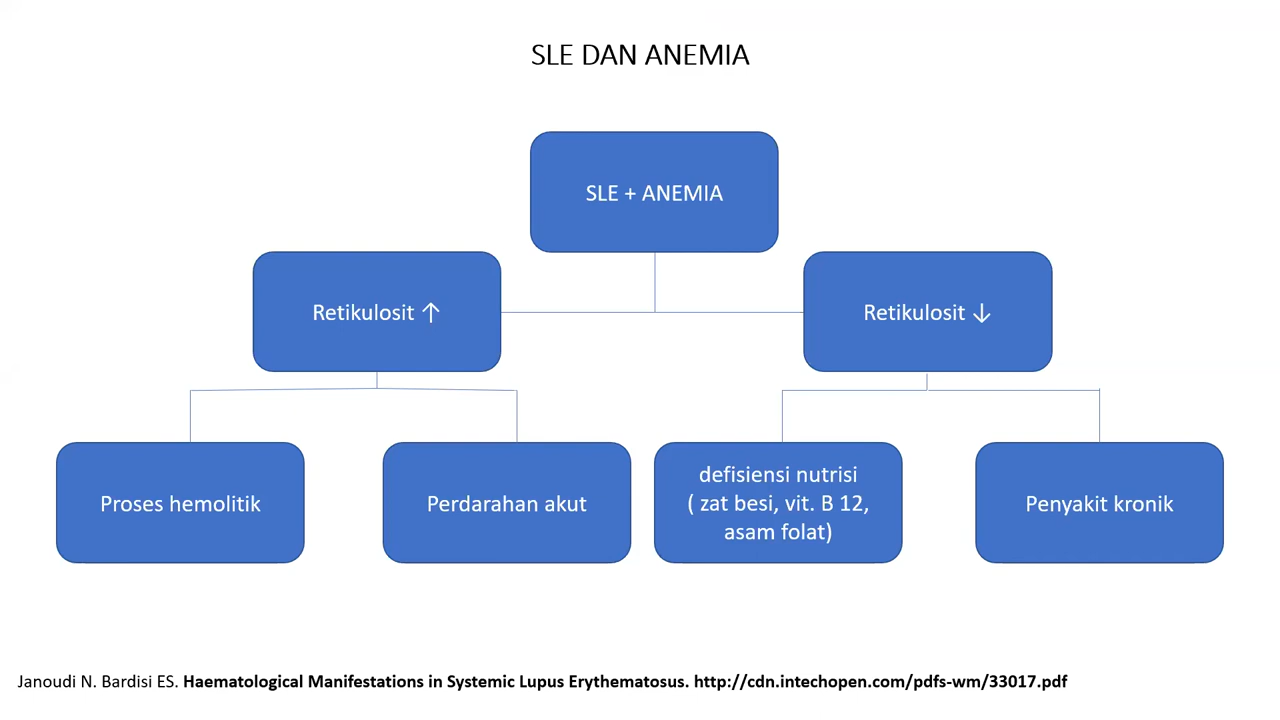 SLE DAN ANEMIA
SLE + ANEMIA
Retikulosit ↑
Retikulosit ↓
Proses hemolitik
Perdarahan akut
defisiensi nutrisi
( zat besi, vit. B 12,
asam folat)
Penyakit kronik
Janoudi N. Bardisi ES. Haematological Manifestations in Systemic Lupus Erythematosus. http://cdn.intechopen.com/pdfs-wm/33017.pdf